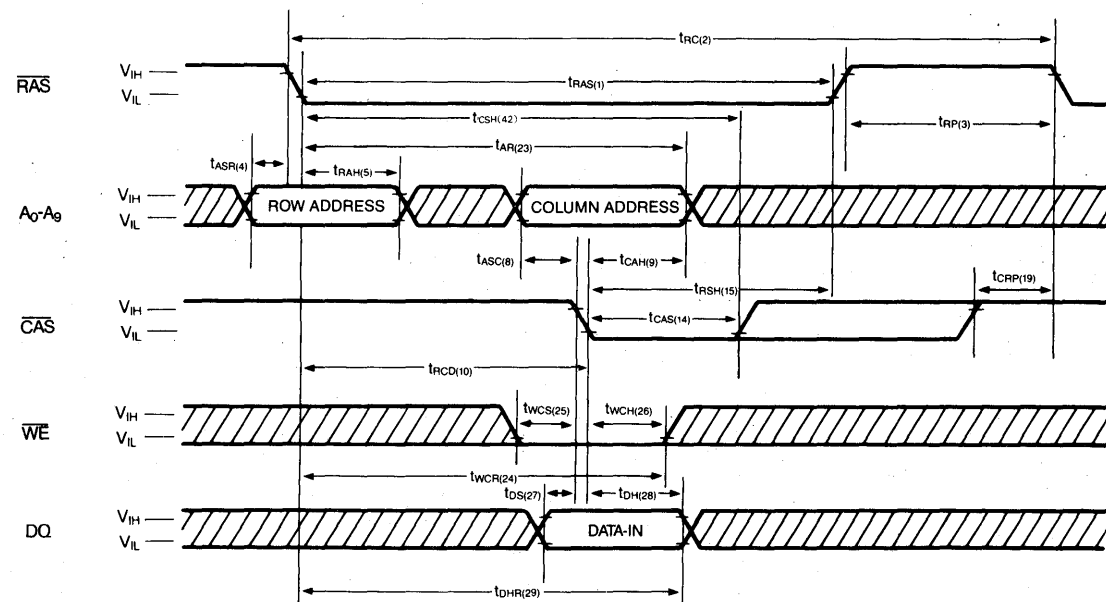 tRC(2)
RAS
VIH
VIL
tRAS(1)
tCSH(42)
tRP(3)
tAR(23)
tASR(4)
tRAH(5)
A0-A9
VIH
VIL
ROW ADDRESS
COLUMN ADDRESS
tASC(8)
tCAH(9)
tRSH(15)
tCRP(19)
CAS
VIH
VIL
tCAS(14)
tRCD(10)
WE
VIH
VIL
tWCS(25)
tWCH(26)
tWCR(24)
tDS(27)
tDH(28)
DQ
VIH
VIL
DATA-IN
tDHR(29)